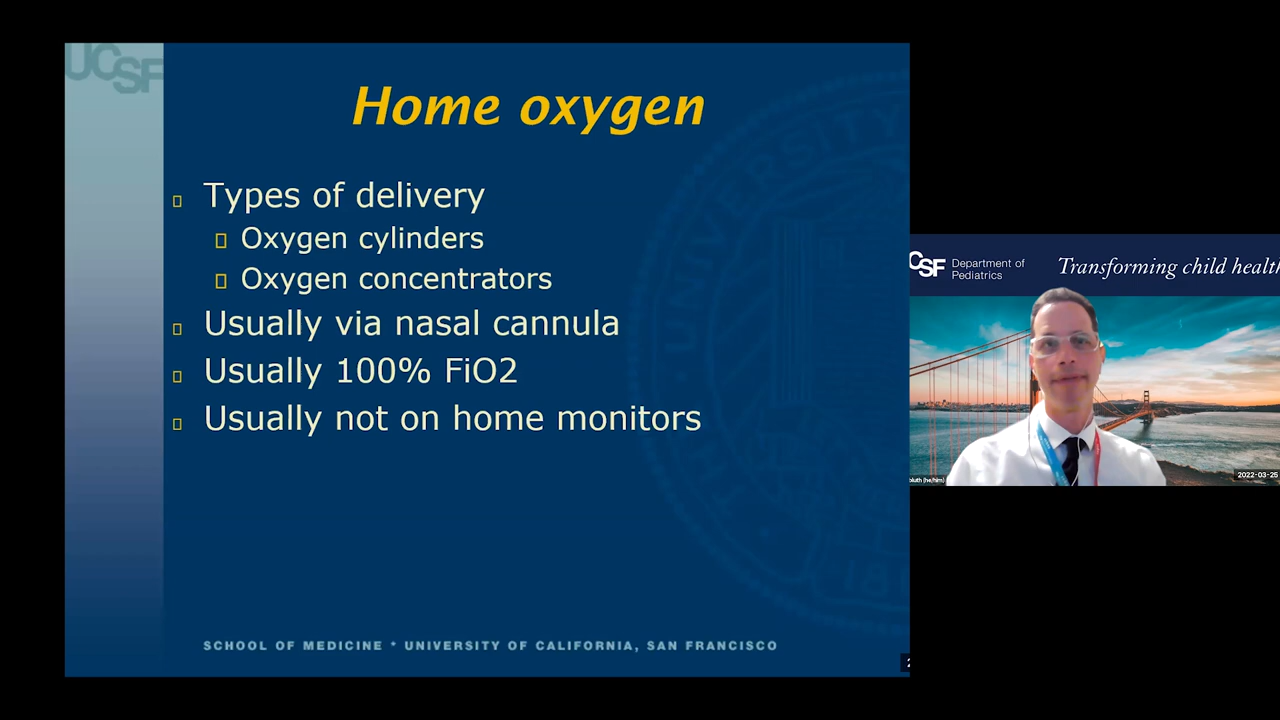 UCSF
Home oxygen
Types of delivery
Oxygen cylinders
Oxygen concentrators
Usually via nasal cannula
Usually 100% FiO2
Usually not on home monitors
SCHOOL OF MEDICINE * UNIVERSITY OF CALIFORNIA, SAN FRANCISCO
CSF
Department of
Pediatrics
Transforming child health
(he/him)
2022-03-25